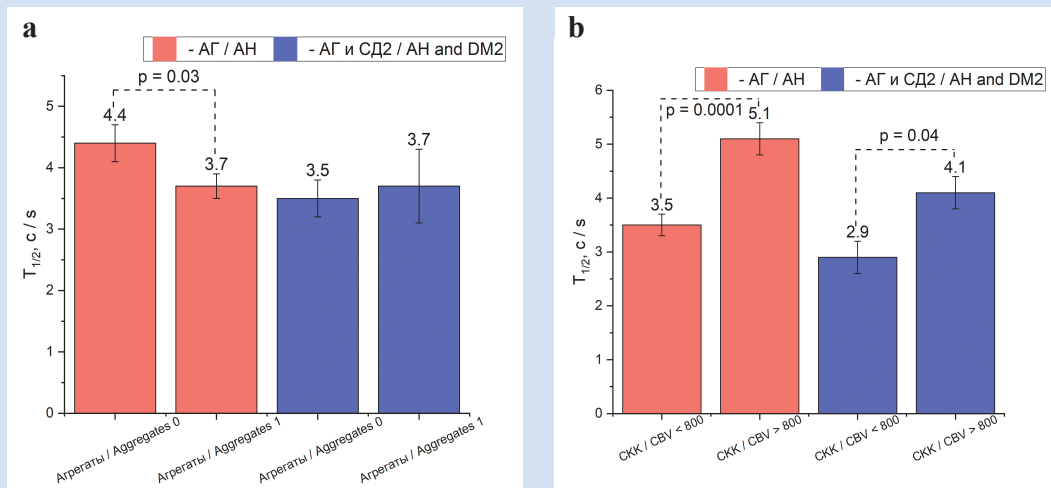 a
- АГ / AH - АГ и СД2 / AH and DM2
p = 0.03
4.4
3.7
3.5
3.7
5
4
3
2
1
0
T1/2, c / s
Агрегаты / Aggregates 0
Агрегаты / Aggregates 1
Агрегаты / Aggregates 0
Агрегаты / Aggregates 1
b
- АГ / AH - АГ и СД2 / AH and DM2
p = 0.0001
p = 0.04
3.5
5.1
2.9
4.1
6
5
4
3
2
1
0
T1/2, c / s
СКК / CBV < 800
СКК / CBV > 800
СКК / CBV < 800
СКК / CBV > 800